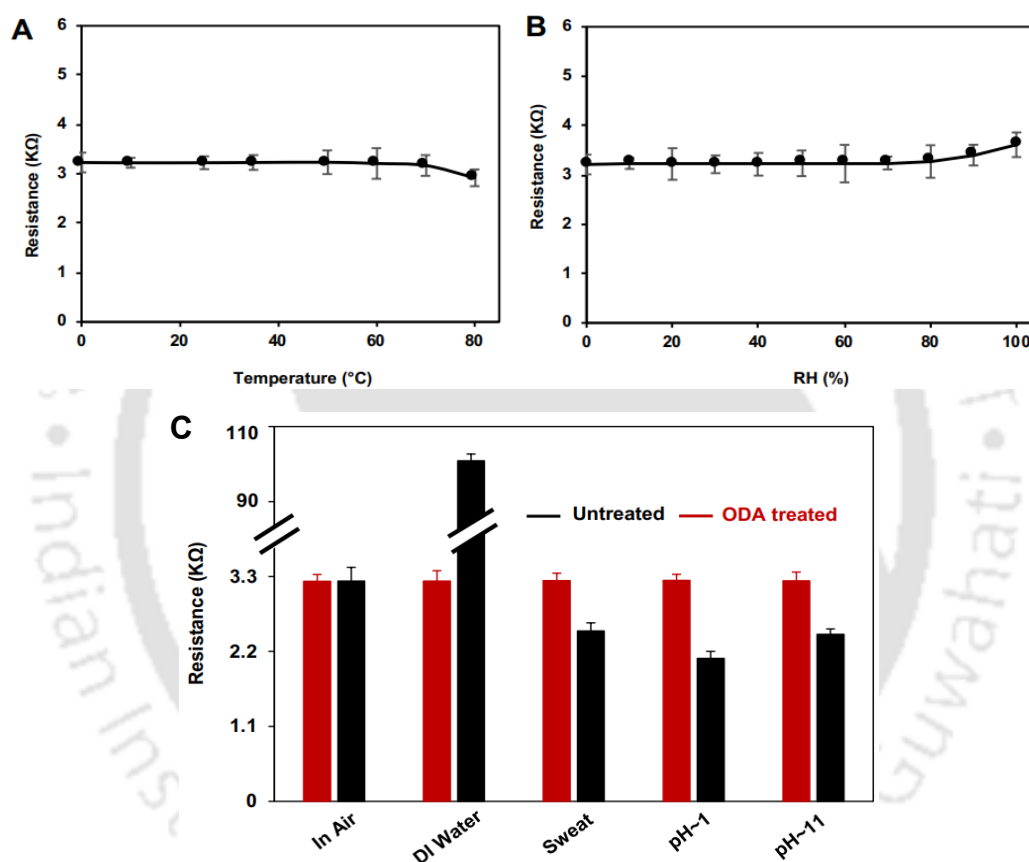 A
B
6
5
4
3
2
1
0
Resistance (KΩ)
0
20
40
60
80
Temperature (°C)
6
5
4
3
2
1
0
Resistance (KΩ)
0
20
40
60
80
100
RH (%)
C
110
90
3.3
2.2
1.1
0
Resistance (KΩ)
Untreated
ODA treated
In Air
DI Water
Sweat
pH~1
pH~11
Indian Ins
Guwahati